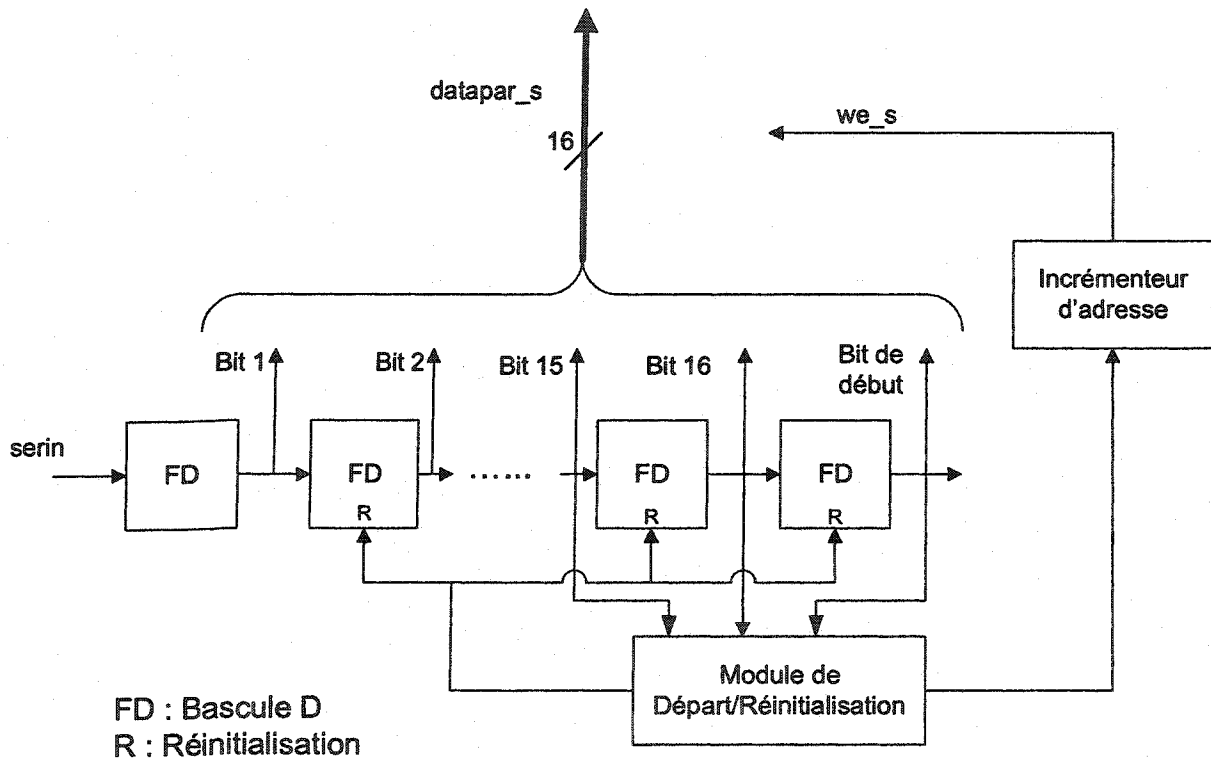 datapar_s
16
we_s
Incrémenteur
d'adresse
Bit 1
Bit 2
Bit 15
Bit 16
Bit de
début
serin
FD
FD
R
......
FD
R
FD
R
Module de
Départ/Réinitialisation
FD : Bascule D
R : Réinitialisation